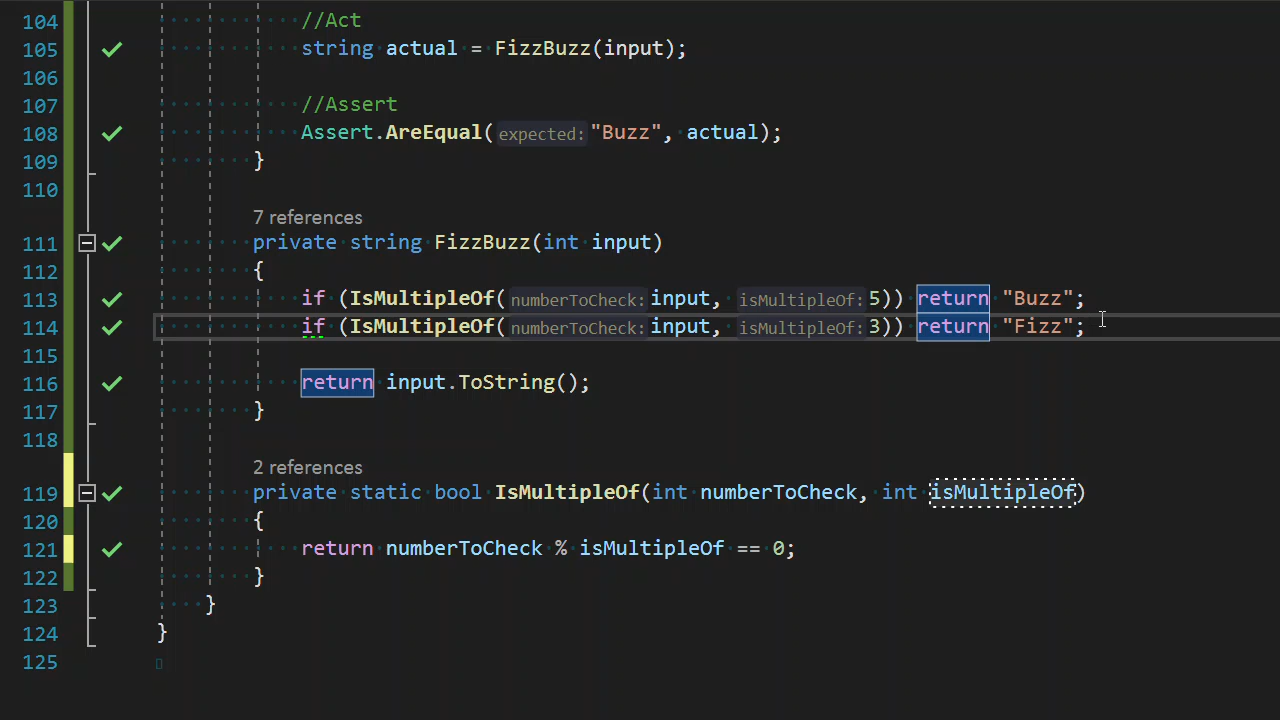 104 //Act
105 string actual = FizzBuzz(input);
106
107 //Assert
108 Assert.AreEqual(expected: "Buzz", actual);
109 }
110
7 references
111 private string FizzBuzz(int input)
112 {
113 if (IsMultipleOf(numberToCheck: input, isMultipleOf: 5)) return "Buzz";
114 if (IsMultipleOf(numberToCheck: input, isMultipleOf: 3)) return "Fizz";
115
116 return input.ToString();
117 }
118
2 references
119 private static bool IsMultipleOf(int numberToCheck, int isMultipleOf)
120 {
121 return numberToCheck % isMultipleOf == 0;
122 }
123 }
124 }
125